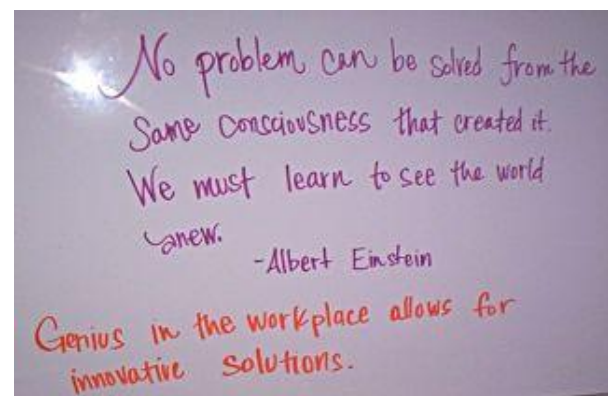 No problem can be solved from the
Same consciousness that created it.
We must learn to see the world
anew.
-Albert Einstein
Genius in the workplace allows for
innovative solutions.